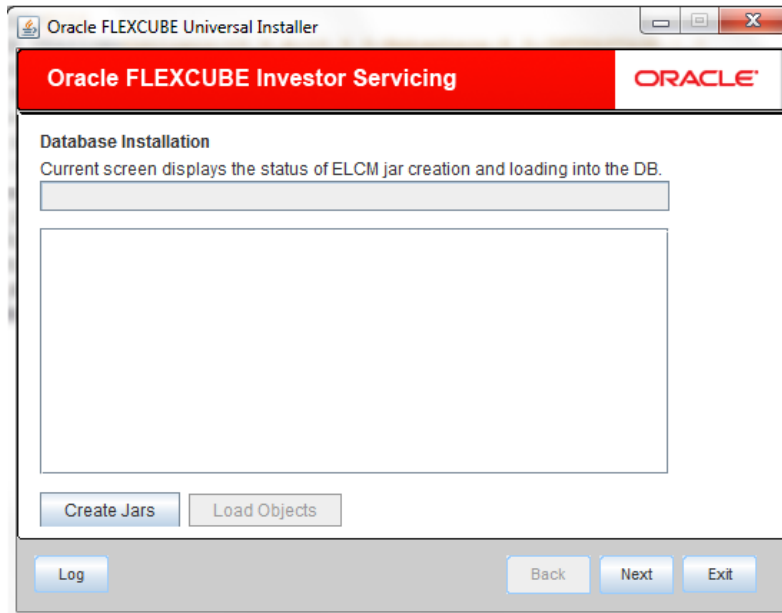 Oracle FLEXCUBE Universal Installer
Oracle FLEXCUBE Investor Servicing
ORACLE
Database Installation
Current screen displays the status of ELCM jar creation and loading into the DB.
Create Jars
Load Objects
Log
Back
Next
Exit